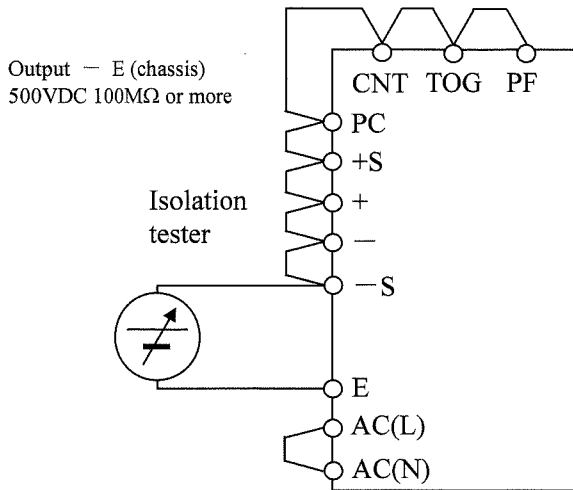 Output － E (chassis)
500VDC 100MΩ or more
CNT TOG PF
PC
+S
+
－
－S
Isolation
tester
E
AC(L)
AC(N)